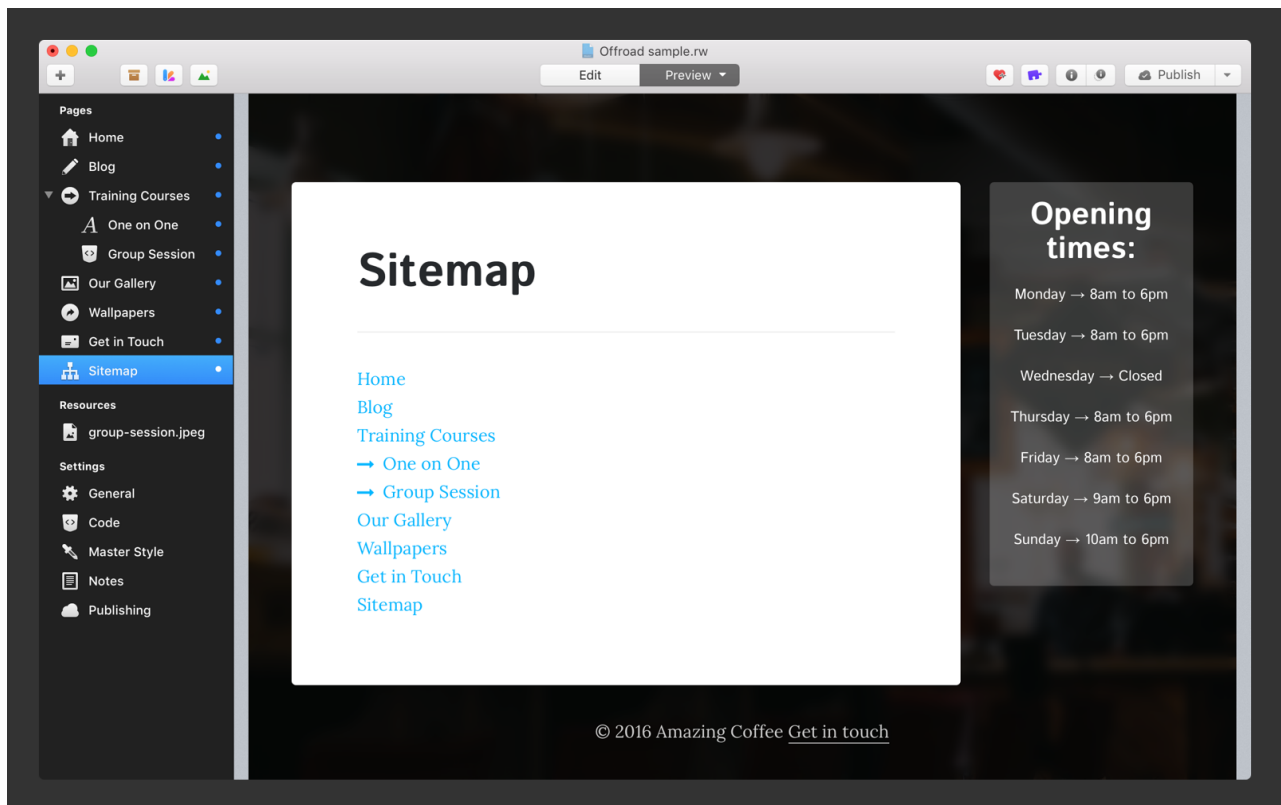 Offroad sample.rw
Edit
Preview
Publish
Pages
Home
Blog
Training Courses
One on One
Group Session
Our Gallery
Wallpapers
Get in Touch
Sitemap
Resources
group-session.jpeg
Settings
General
Code
Master Style
Notes
Publishing
Sitemap
Home
Blog
Training Courses
→ One on One
→ Group Session
Our Gallery
Wallpapers
Get in Touch
Sitemap
Opening
times:
Monday → 8am to 6pm
Tuesday → 8am to 6pm
Wednesday → Closed
Thursday → 8am to 6pm
Friday → 8am to 6pm
Saturday → 9am to 6pm
Sunday → 10am to 6pm
© 2016 Amazing Coffee Get in touch